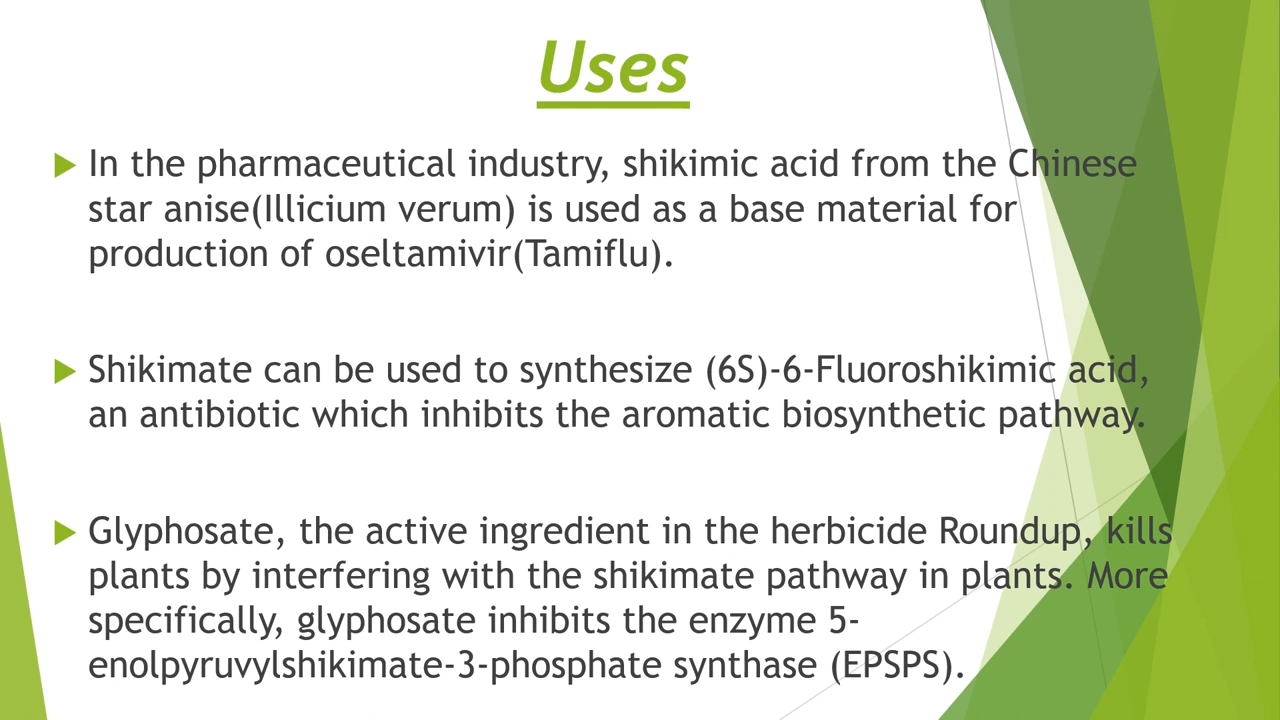 Uses
In the pharmaceutical industry, shikimic acid from the Chinese
star anise(Illicium verum) is used as a base material for
production of oseltamivir(Tamiflu).
Shikimate can be used to synthesize (6S)-6-Fluoroshikimic acid,
an antibiotic which inhibits the aromatic biosynthetic pathway.
Glyphosate, the active ingredient in the herbicide Roundup, kills
plants by interfering with the shikimate pathway in plants. More
specifically, glyphosate inhibits the enzyme 5-
enolpyruvylshikimate-3-phosphate synthase (EPSPS).